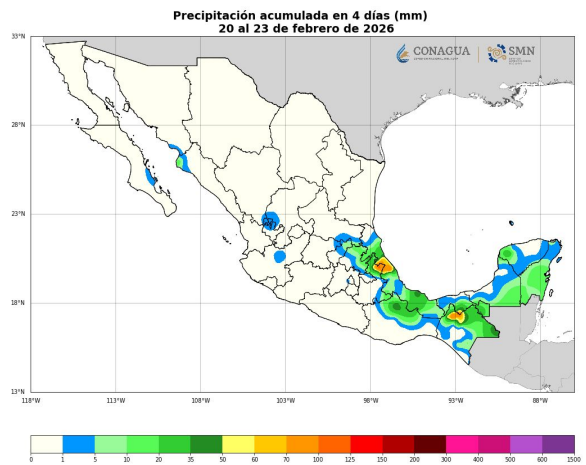 Precipitación acumulada en 4 días (mm)
20 al 23 de febrero de 2026
33°N
CONAGUA
SMN
28°N
23°N
18°N
13°N
118°W 113°W 108°W 103°W 98°W 93°W 88°W
0 1 5 10 20 35 50 60 70 100 125 150 200 300 400 500 600 1500